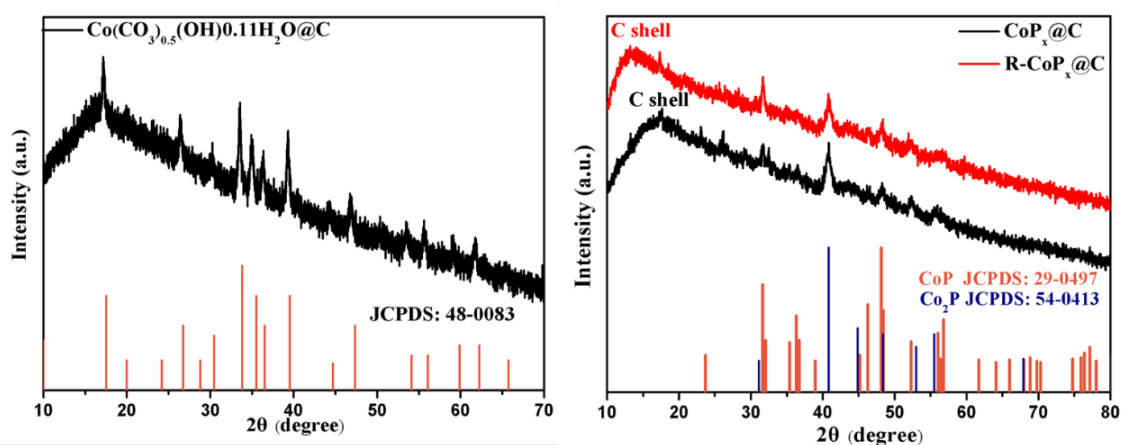 Co(CO₃)₀.₅(OH)0.11H₂O@C
Intensity (a.u.)
JCPDS: 48-0083
10 20 30 40 50 60 70
2θ (degree)
C shell
CoPₓ@C
R-CoPₓ@C
C shell
Intensity (a.u.)
CoP JCPDS: 29-0497
Co₂P JCPDS: 54-0413
10 20 30 40 50 60 70 80
2θ (degree)